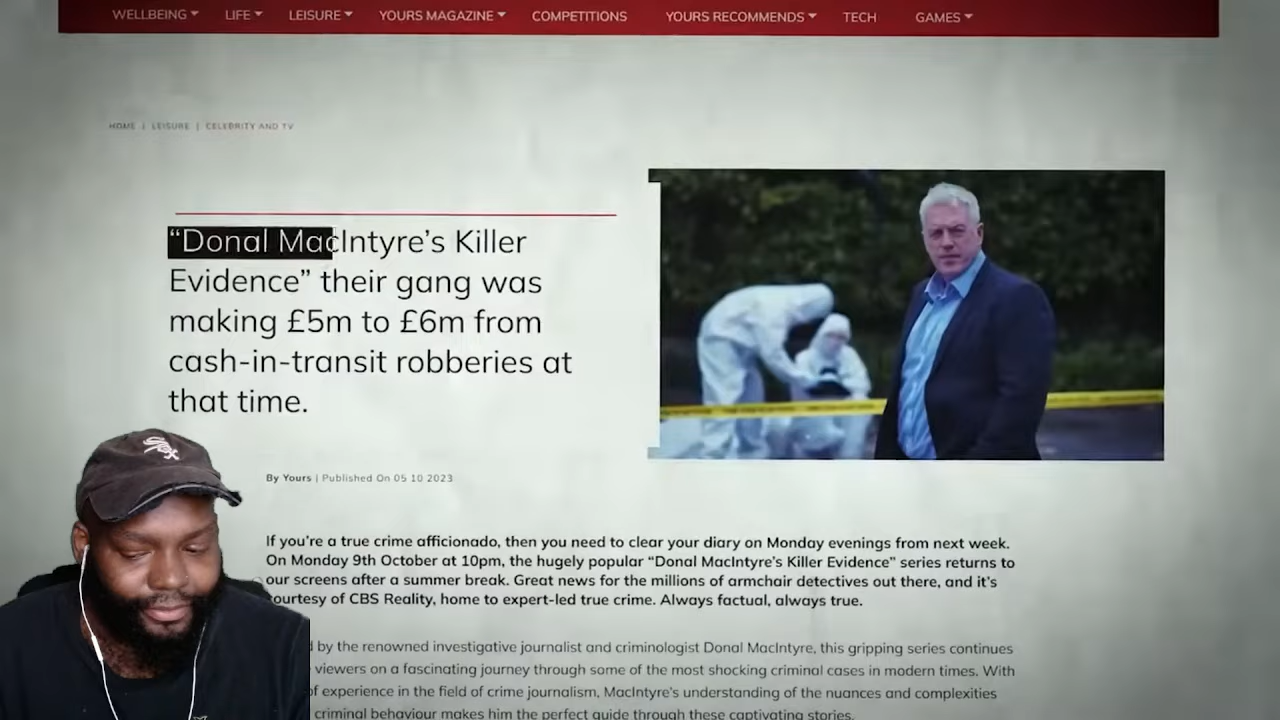 WELLBEING LIFE LEISURE YOURS MAGAZINE COMPETITIONS YOURS RECOMMENDS TECH GAMES
HOME | LEISURE | CELEBRITY AND TV
“Donal MacIntyre’s Killer
Evidence” their gang was
making £5m to £6m from
cash-in-transit robberies at
that time.
Sox
By Yours | Published On 05 10 2023
If you’re a true crime afficionado, then you need to clear your diary on Monday evenings from next week.
On Monday 9th October at 10pm, the hugely popular “Donal MacIntyre’s Killer Evidence” series returns to
our screens after a summer break. Great news for the millions of armchair detectives out there, and it’s
courtesy of CBS Reality, home to expert-led true crime. Always factual, always true.
by the renowned investigative journalist and criminologist Donal MacIntyre, this gripping series continues
viewers on a fascinating journey through some of the most shocking criminal cases in modern times. With
of experience in the field of crime journalism, MacIntyre’s understanding of the nuances and complexities
criminal behaviour makes him the perfect guide through these captivating stories.